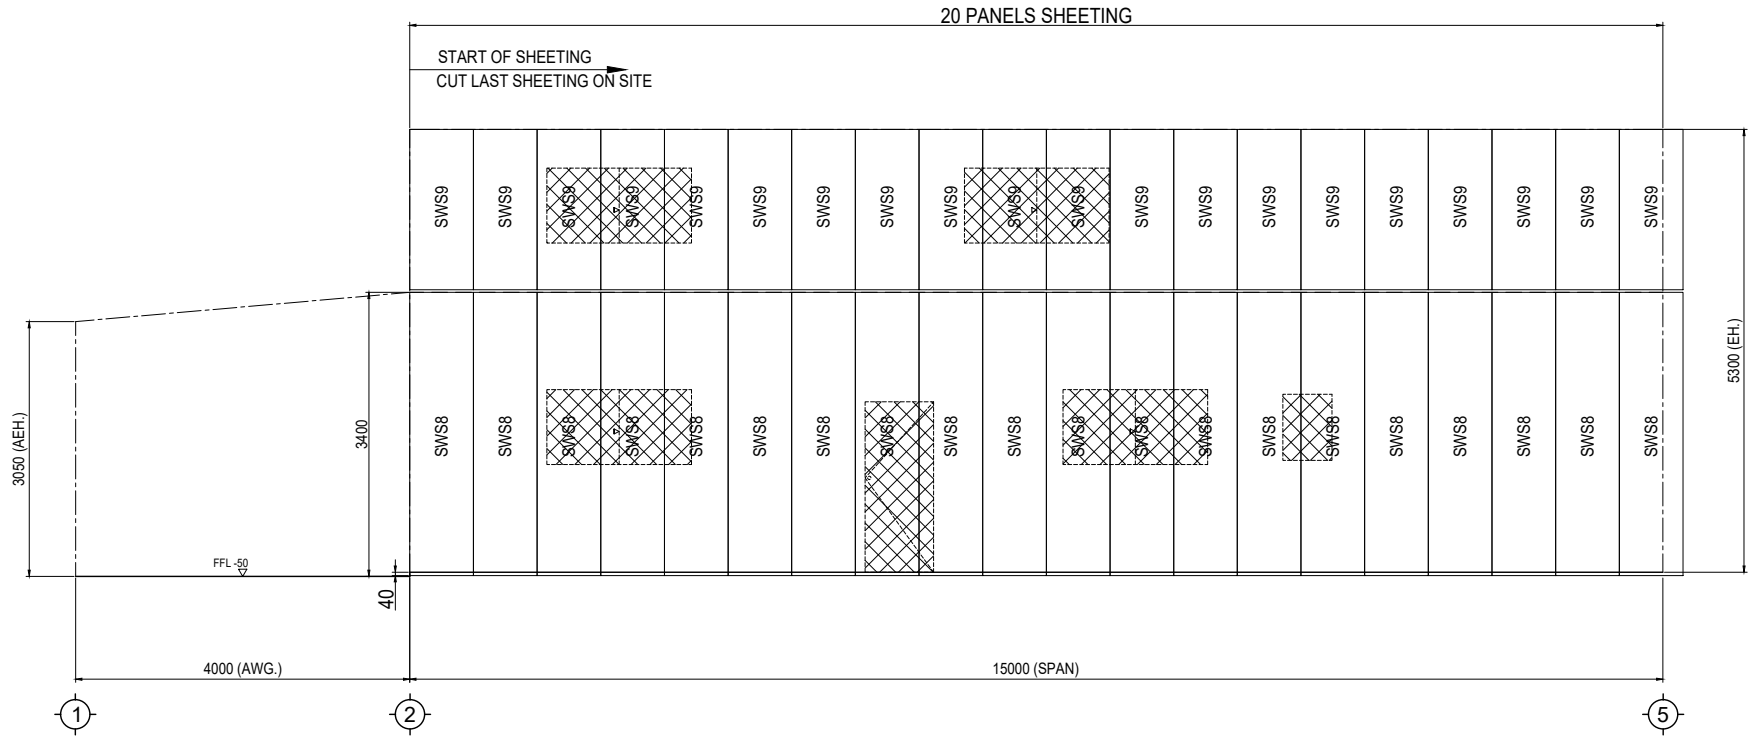 20 PANELS SHEETING
START OF SHEETING
CUT LAST SHEETING ON SITE
SWS9 SWS9 SWS9 SWS9 SWS9 SWS9 SWS9 SWS9 SWS9 SWS9 SWS9 SWS9 SWS9 SWS9 SWS9 SWS9 SWS9 SWS9 SWS9 SWS9
5300 (EH.)
3050 (AEH.)
3400
SWS8 SWS8 SWS8 SWS8 SWS8 SWS8 SWS8 SWS8 SWS8 SWS8 SWS8 SWS8 SWS8 SWS8 SWS8 SWS8 SWS8 SWS8 SWS8 SWS8
FFL -50
40
4000 (AWG.)
15000 (SPAN)
1
2
5